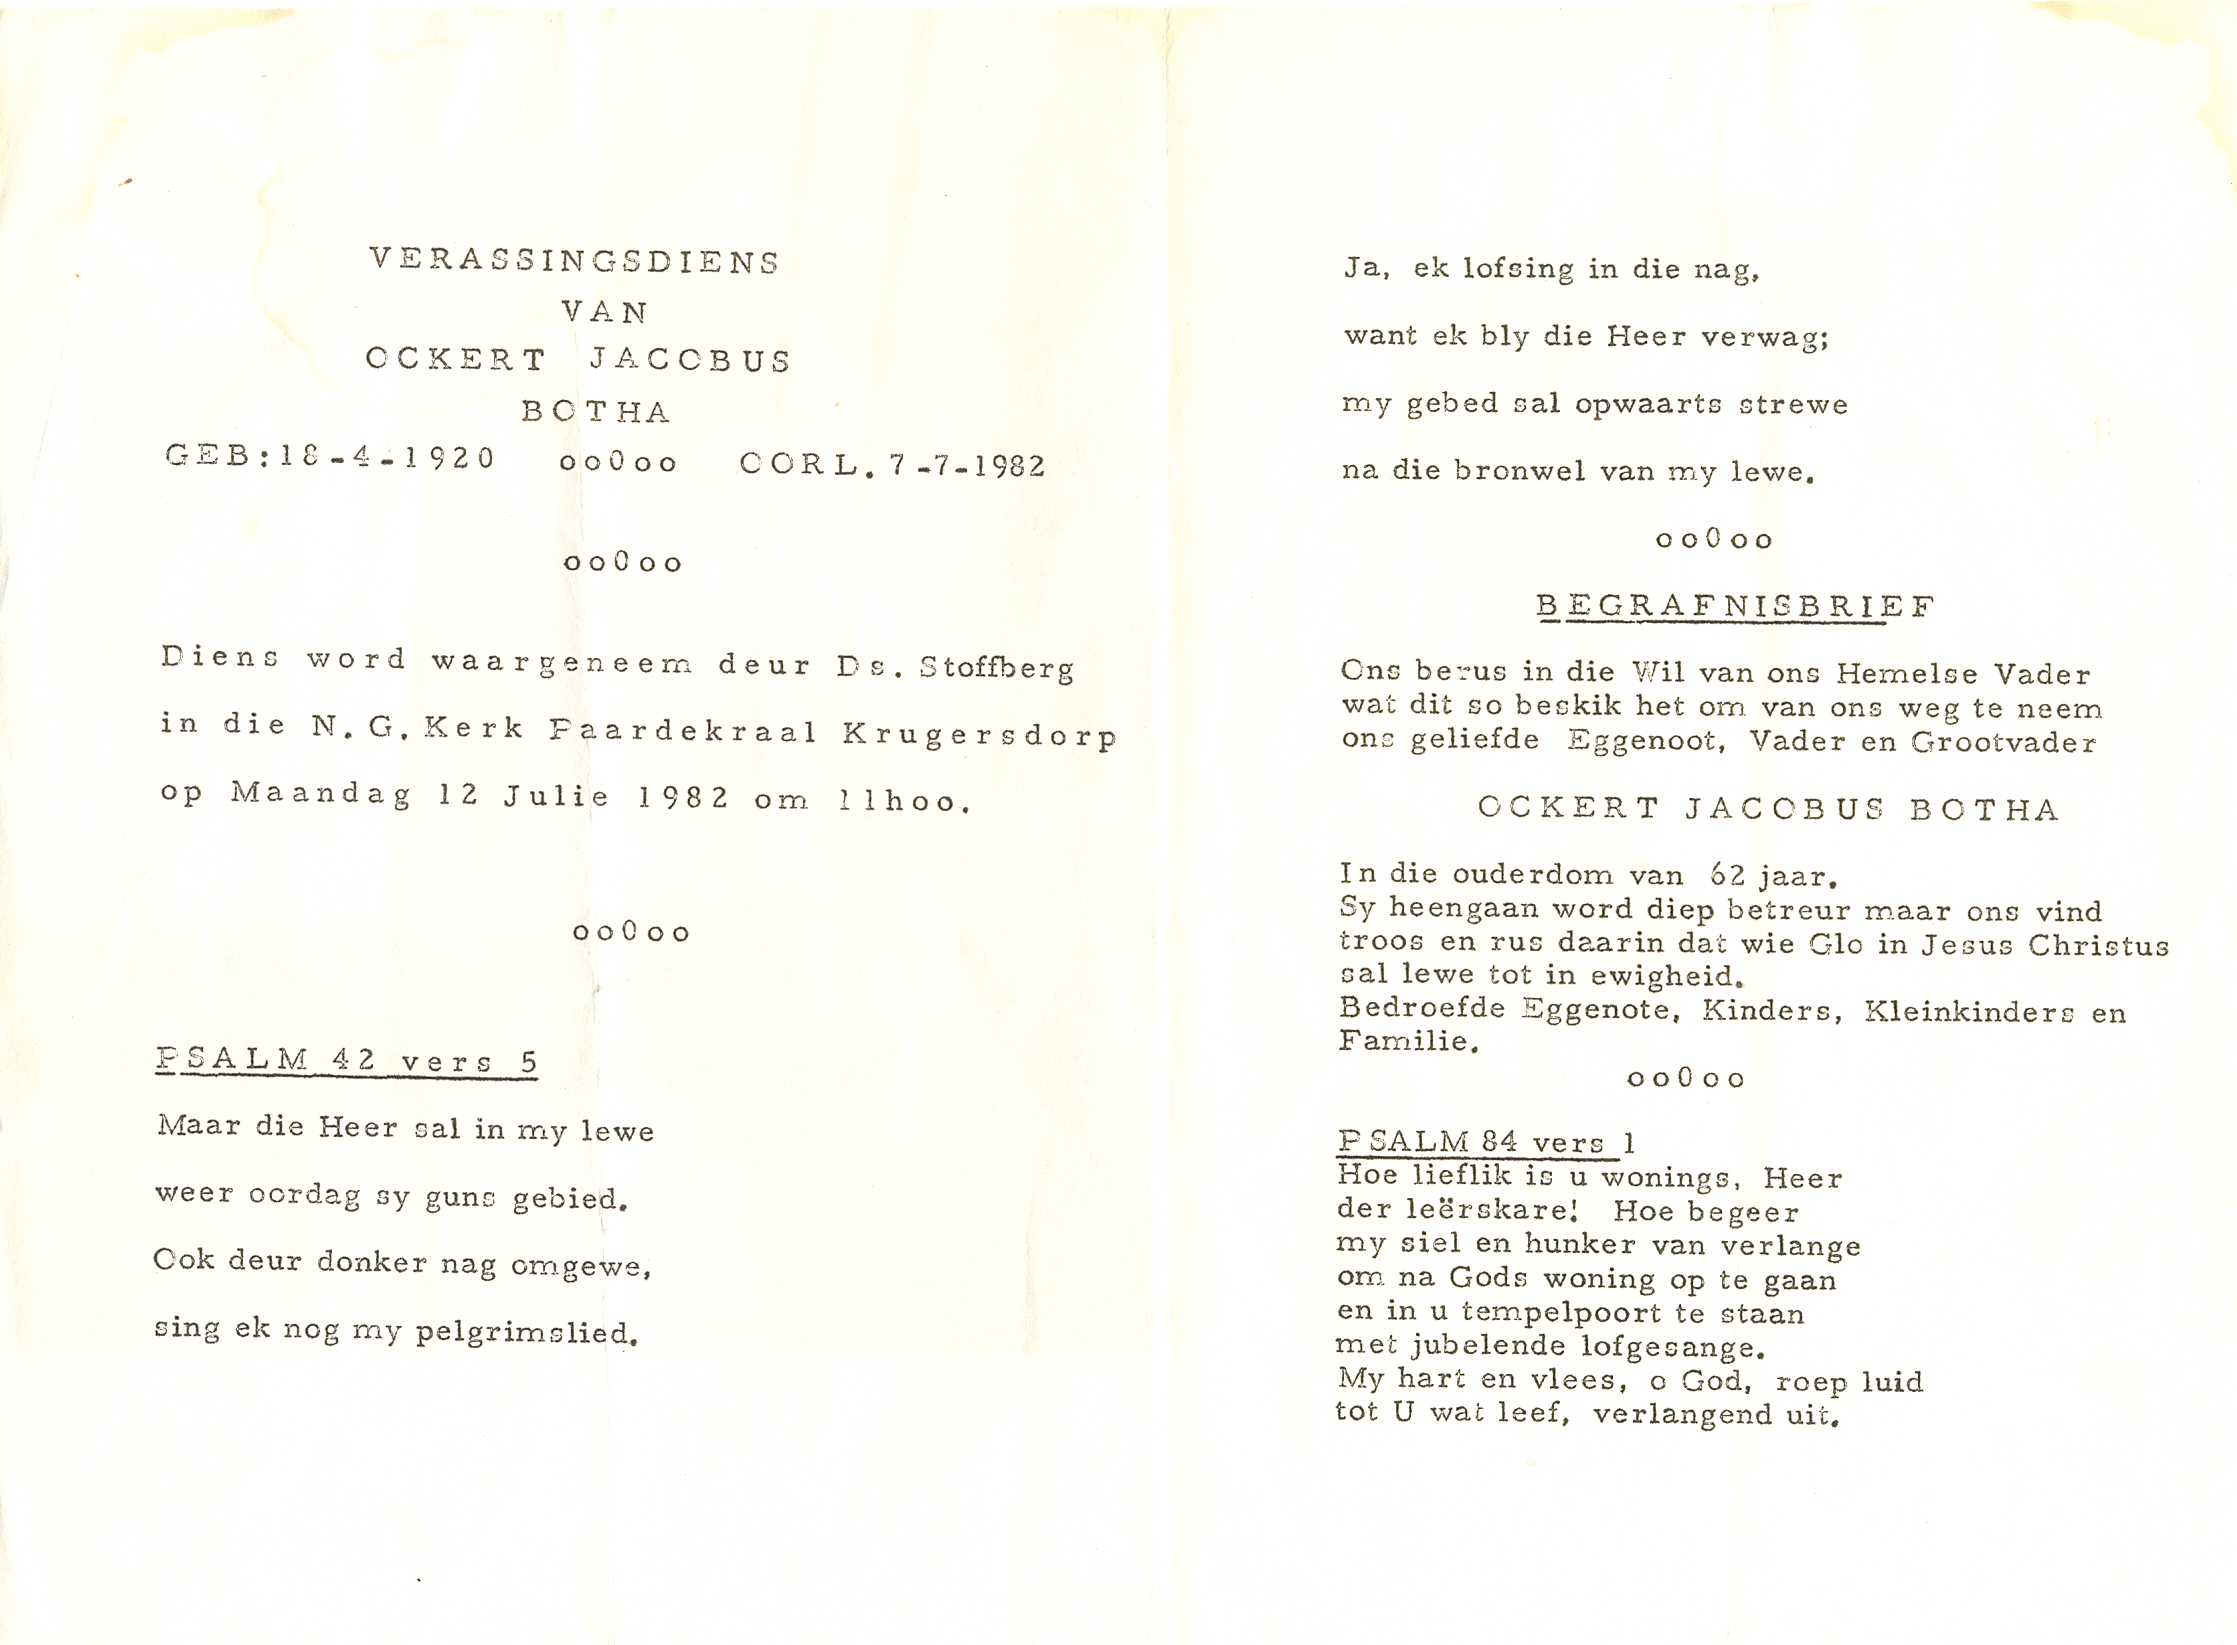 VERASSINGSDIENS
VAN
OCKERT JACOBUS
BOTHA
GEB:18-4-1920 ooOoo OORL. 7-7-1982
ooOoo
Diens word waargeneem deur Ds. Stoffberg
in die N.G. Kerk Paardekraal Krugersdorp
op Maandag 12 Julie 1982 om 11hoo.
ooOoo
PSALM 42 vers 5
Maar die Heer sal in my lewe
weer oordag sy guns gebied.
Ook deur donker nag omgewe,
sing ek nog my pelgrimslied.
Ja, ek lofsing in die nag,
want ek bly die Heer verwag;
my gebed sal opwaarts strewe
na die bronwel van my lewe.
ooOoo
BEGRAFNISBRIEF
Ons berus in die Wil van ons Hemelse Vader
wat dit so beskik het om van ons weg te neem
ons geliefde Eggenoot, Vader en Grootvader
OCKERT JACOBUS BOTHA
In die ouderdom van 62 jaar.
Sy heengaan word diep betreur maar ons vind
troos en rus daarin dat wie Glo in Jesus Christus
sal lewe tot in ewigheid.
Bedroefde Eggenote, Kinders, Kleinkinders en
Familie.
ooOoo
PSALM 84 vers 1
Hoe lieflik is u wonings, Heer
der leërskare! Hoe begeer
my siel en hunker van verlange
om na Gods woning op te gaan
en in u tempelpoort te staan
met jubelende lofgesange.
My hart en vlees, o God, roep luid
tot U wat leef, verlangend uit.